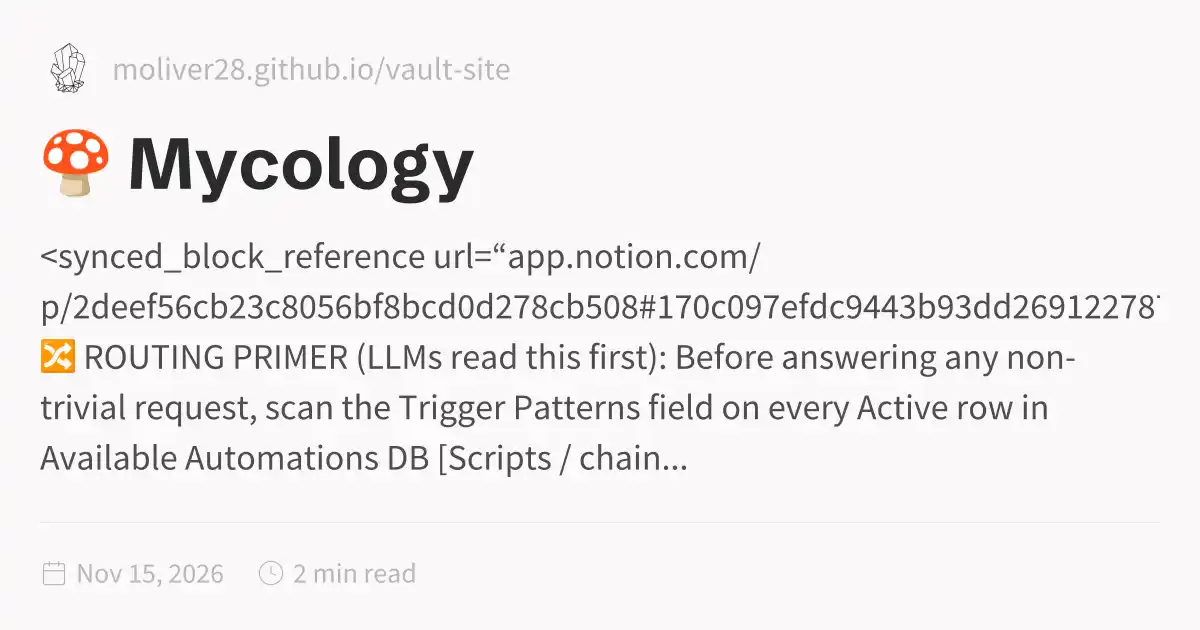 moliver28.github.io/vault-site
🍄 Mycology
<synced_block_reference url=“app.notion.com/
p/2deef56cb23c8056bf8bcd0d278cb508#170c097efdc9443b93dd26912278
🔀 ROUTING PRIMER (LLMs read this first): Before answering any non-
trivial request, scan the Trigger Patterns field on every Active row in
Available Automations DB [Scripts / chain...
Nov 15, 2026 2 min read